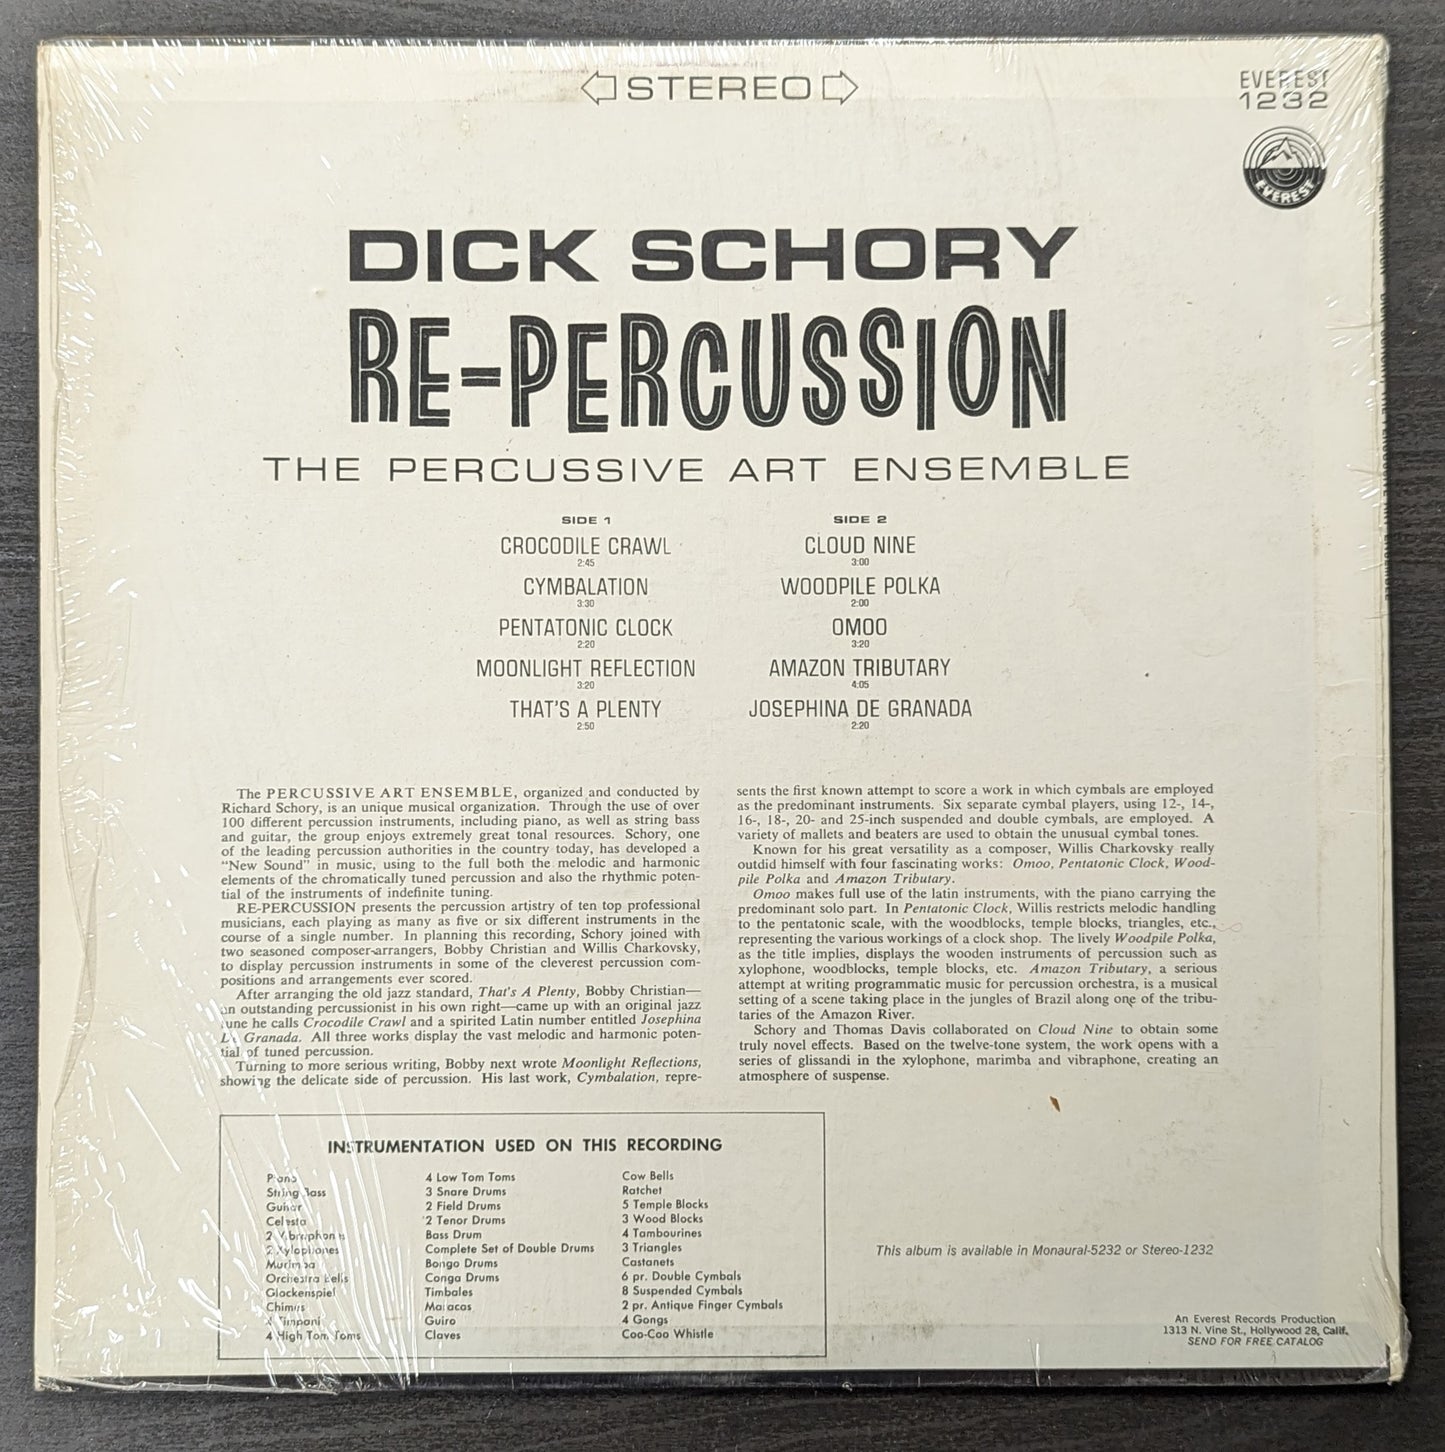 STEREO
EVEREST
1232
EVEREST
DICK SCHORY
RE-PERCUSSION
THE PERCUSSIVE ART ENSEMBLE
SIDE 1
CROCODILE CRAWL
2:45
CYMBALATION
3:30
PENTATONIC CLOCK
2:20
MOONLIGHT REFLECTION
3:20
THAT'S A PLENTY
2:50
SIDE 2
CLOUD NINE
3:00
WOODPILE POLKA
2:00
OMOO
3:20
AMAZON TRIBUTARY
4:05
JOSEPHINA DE GRANADA
2:20
The PERCUSSIVE ART ENSEMBLE, organized and conducted by
Richard Schory, is an unique musical organization. Through the use of over
100 different percussion instruments, including piano, as well as string bass
and guitar, the group enjoys extremely great tonal resources. Schory, one
of the leading percussion authorities in the country today, has developed a
“New Sound” in music, using to the full both the melodic and harmonic
elements of the chromatically tuned percussion and also the rhythmic poten-
tial of the instruments of indefinite tuning.
RE-PERCUSSION presents the percussion artistry of ten top professional
musicians, each playing as many as five or six different instruments in the
course of a single number. In planning this recording, Schory joined with
two seasoned composer-arrangers, Bobby Christian and Willis Charkovsky,
to display percussion instruments in some of the cleverest percussion com-
positions and arrangements ever scored.
After arranging the old jazz standard, That's A Plenty, Bobby Christian—
an outstanding percussionist in his own right—came up with an original jazz
tune he calls Crocodile Crawl and a spirited Latin number entitled Josephina
De Granada. All three works display the vast melodic and harmonic poten-
tial of tuned percussion.
Turning to more serious writing, Bobby next wrote Moonlight Reflections,
showing the delicate side of percussion. His last work, Cymbalation, repre-
sents the first known attempt to score a work in which cymbals are employed
as the predominant instruments. Six separate cymbal players, using 12-, 14-,
16-, 18-, 20- and 25-inch suspended and double cymbals, are employed. A
variety of mallets and beaters are used to obtain the unusual cymbal tones.
Known for his great versatility as a composer, Willis Charkovsky really
outdid himself with four fascinating works: Omoo, Pentatonic Clock, Wood-
pile Polka and Amazon Tributary.
Omoo makes full use of the latin instruments, with the piano carrying the
predominant solo part. In Pentatonic Clock, Willis restricts melodic handling
to the pentatonic scale, with the woodblocks, temple blocks, triangles, etc.,
representing the various workings of a clock shop. The lively Woodpile Polka,
as the title implies, displays the wooden instruments of percussion such as
xylophone, woodblocks, temple blocks, etc. Amazon Tributary, a serious
attempt at writing programmatic music for percussion orchestra, is a musical
setting of a scene taking place in the jungles of Brazil along one of the tribu-
taries of the Amazon River.
Schory and Thomas Davis collaborated on Cloud Nine to obtain some
truly novel effects. Based on the twelve-tone system, the work opens with a
series of glissandi in the xylophone, marimba and vibraphone, creating an
atmosphere of suspense.
INSTRUMENTATION USED ON THIS RECORDING
Piano
String Bass
Guitar
Celesta
2 Vibraphones
2 Xylophones
Marimba
Orchestra Bells
Glockenspiel
Chimes
4 Timpani
4 High Tom Toms
4 Low Tom Toms
3 Snare Drums
2 Field Drums
2 Tenor Drums
Bass Drum
Complete Set of Double Drums
Bongo Drums
Conga Drums
Timbales
Maracas
Guiro
Claves
Cow Bells
Ratchet
5 Temple Blocks
3 Wood Blocks
4 Tambourines
3 Triangles
Castanets
6 pr. Double Cymbals
8 Suspended Cymbals
2 pr. Antique Finger Cymbals
4 Gongs
Coo-Coo Whistle
This album is available in Monaural-5232 or Stereo-1232
An Everest Records Production
1313 N. Vine St., Hollywood 28, Calif.
SEND FOR FREE CATALOG